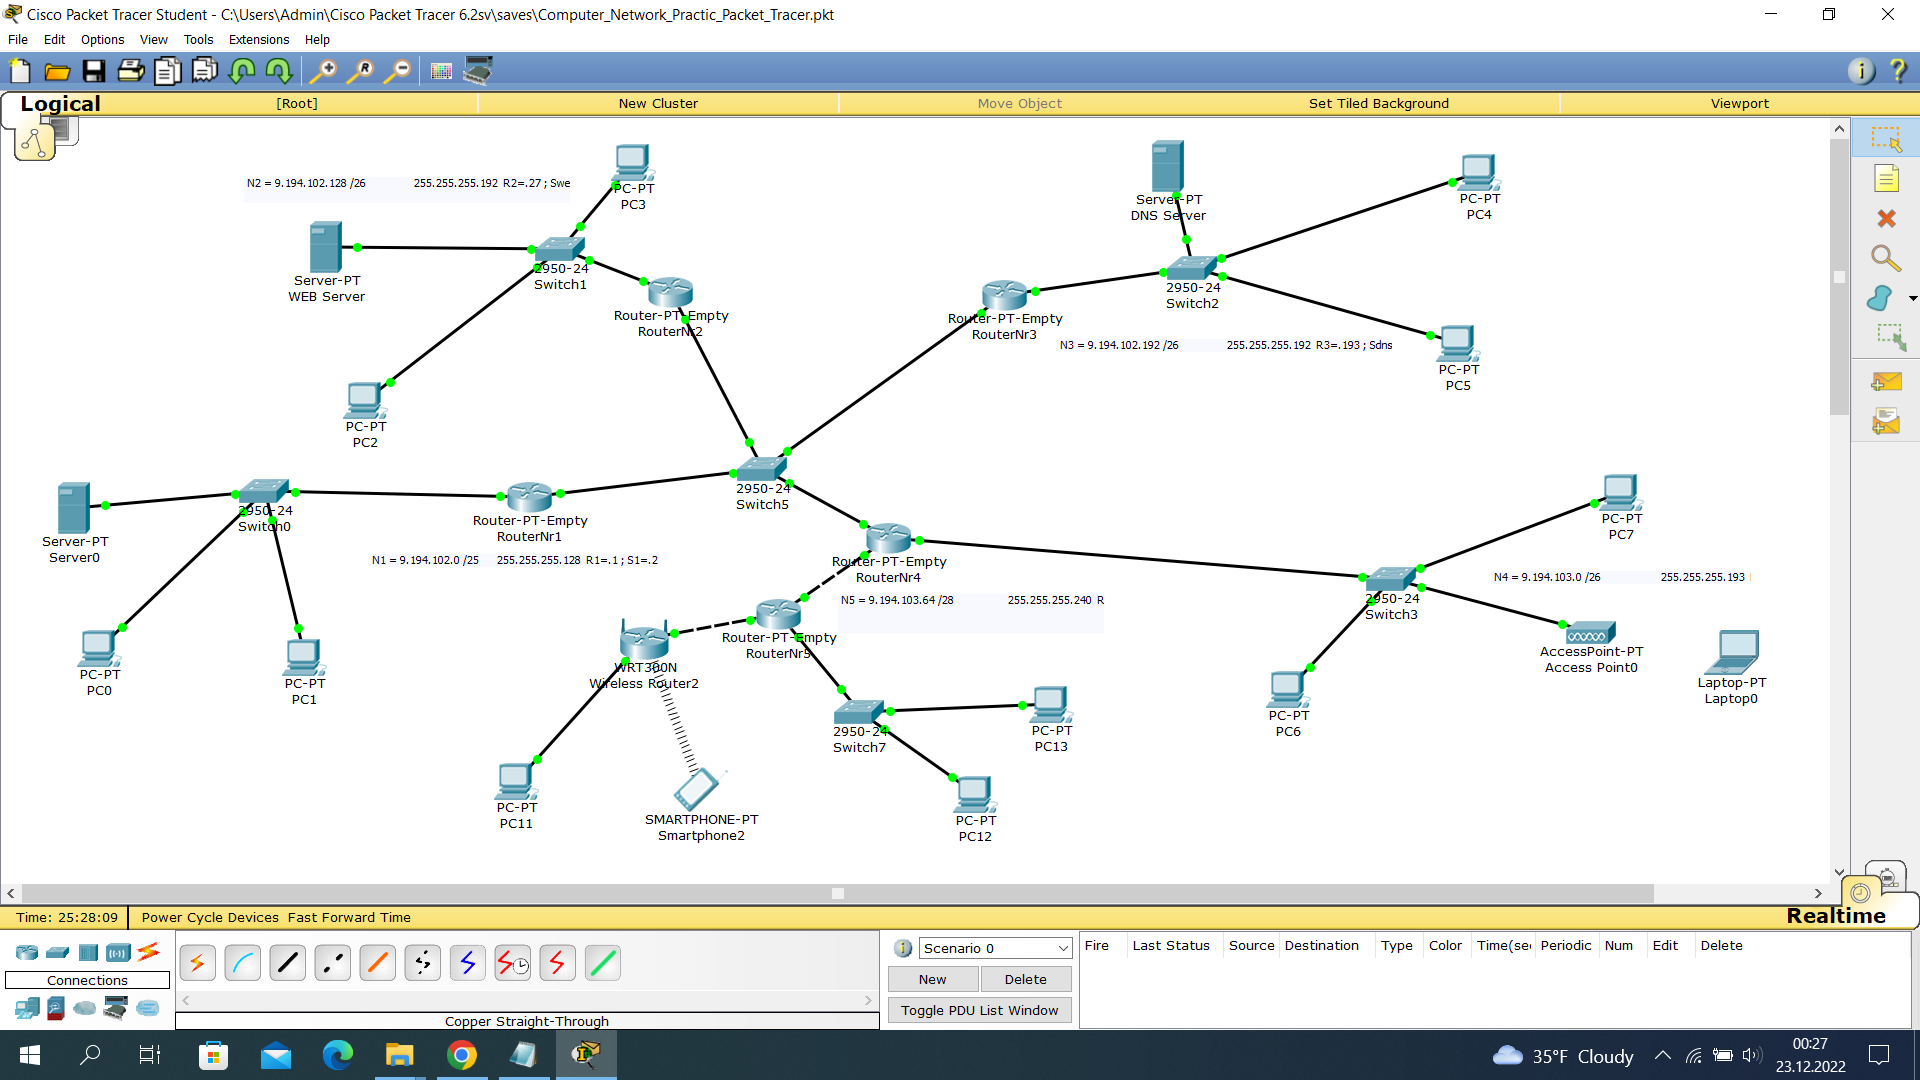 Cisco Packet Tracer Student - C:\Users\Admin\Cisco Packet Tracer 6.2sv\saves\Computer_Network_Practic_Packet_Tracer.pkt
File Edit Options View Tools Extensions Help
Logical [Root] New Cluster Move Object Set Tiled Background Viewport
N2 = 9.194.102.128 /26 255.255.255.192 R2=.27 ; Swe
PC-PT
PC3
Server-PT
WEB Server
2950-24
Switch1
Router-PT-Empty
RouterNr2
PC-PT
PC2
Server-PT
DNS Server
PC-PT
PC4
2950-24
Switch2
Router-PT-Empty
RouterNr3
N3 = 9.194.102.192 /26 255.255.255.192 R3=.193 ; Sdns
PC-PT
PC5
2950-24
Switch5
Server-PT
Server0
2950-24
Switch0
Router-PT-Empty
RouterNr1
N1 = 9.194.102.0 /25 255.255.255.128 R1=.1 ; S1=.2
PC-PT
PC0
PC-PT
PC1
Router-PT-Empty
RouterNr4
N5 = 9.194.103.64 /28 255.255.255.240 R
Router-PT-Empty
RouterNr5
WRT300N
Wireless Router2
PC-PT
PC11
SMARTPHONE-PT
Smartphone2
2950-24
Switch7
PC-PT
PC13
PC-PT
PC12
PC-PT
PC7
N4 = 9.194.103.0 /26 255.255.255.193
2950-24
Switch3
AccessPoint-PT
Access Point0
Laptop-PT
Laptop0
PC-PT
PC6
Time: 25:28:09 Power Cycle Devices Fast Forward Time Realtime
Connections
Copper Straight-Through
Scenario 0
New Delete
Toggle PDU List Window
Fire Last Status Source Destination Type Color Time(se Periodic Num Edit Delete
35°F Cloudy
00:27
23.12.2022